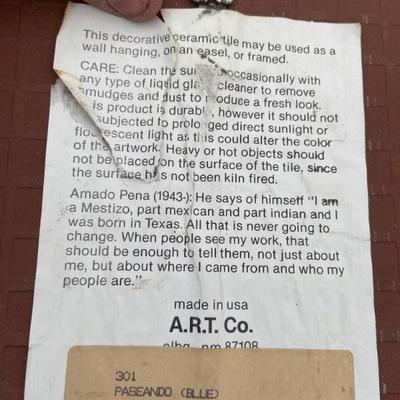 This decorative ceramic tile may be used as a
wall hanging, on an easel, or framed.
CARE: Clean the occasionally with
any type of liquid cleaner to remove
smudges and dust to a fresh look.
is product is durable, however it should not
subjected to direct sunlight or
light as this could alter the color
of the artwork. Heavy or hot objects should
not be placed on the surface of the tile, since
the surface has not been kiln fired.
Amado Pena (1943-): He says of himself "I am
a Mestizo, part mexican and part indian and I
was born in Texas. All that is never going to
change. When people see my work, that
should be enough to tell them, not just about
me, but about where I came from and who my
people are."
made in usa
A.R.T. Co.
nm 87108
301
PASEANDO (BLUE)